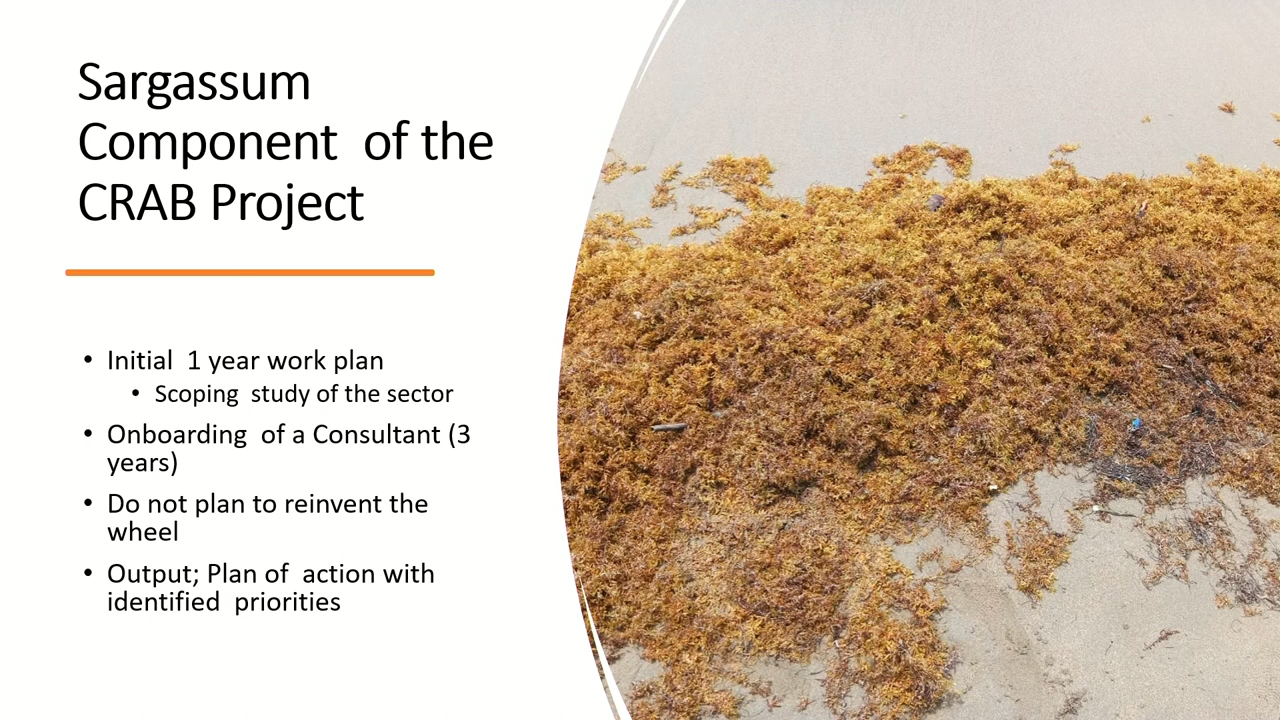 Sargassum
Component of the
CRAB Project
• Initial 1 year work plan
• Scoping study of the sector
• Onboarding of a Consultant (3
years)
• Do not plan to reinvent the
wheel
• Output; Plan of action with
identified priorities